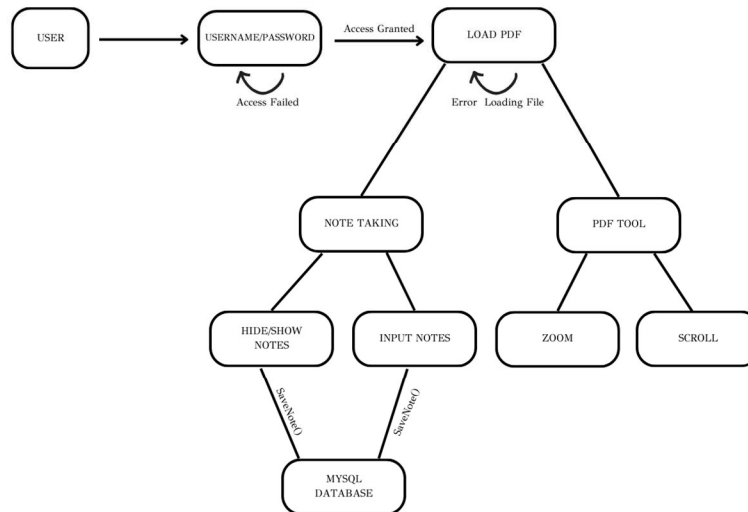 USER
USERNAME/PASSWORD
Access Granted
LOAD PDF
Access Failed
Error Loading File
NOTE TAKING
PDF TOOL
HIDE/SHOW
NOTES
INPUT NOTES
ZOOM
SCROLL
SaveNote()
SaveNote()
MYSQL
DATABASE